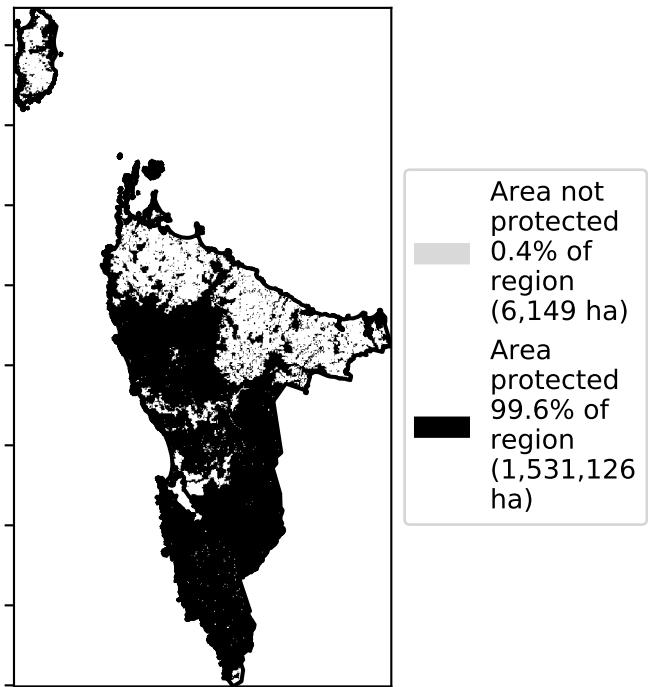 Area not
protected
0.4% of
region
(6,149 ha)
Area
protected
99.6% of
region
(1,531,126
ha)